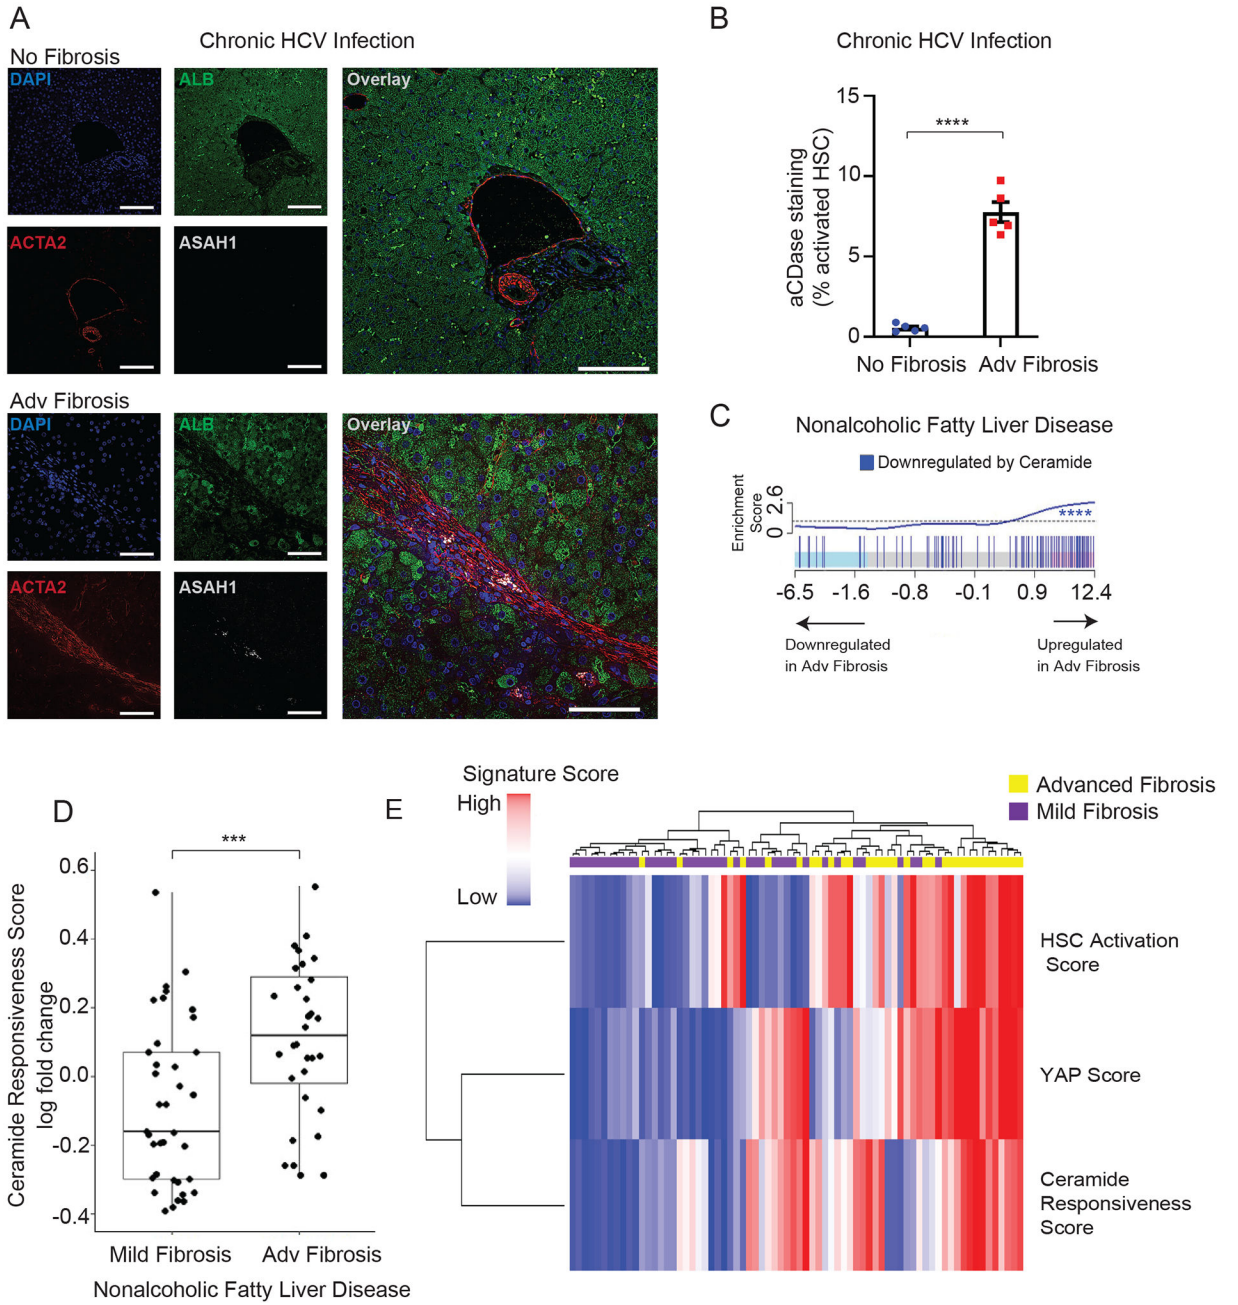 A
Chronic HCV Infection
No Fibrosis
DAPI
ALB
Overlay
ACTA2
ASAH1
Adv Fibrosis
DAPI
ALB
Overlay
ACTA2
ASAH1
B
Chronic HCV Infection
aCDase staining
(% activated HSC)
15
10
5
0
****
No Fibrosis
Adv Fibrosis
C
Nonalcoholic Fatty Liver Disease
Downregulated by Ceramide
Enrichment
Score
2.6
0
****
-6.5
-1.6
-0.8
-0.1
0.9
12.4
Downregulated
in Adv Fibrosis
Upregulated
in Adv Fibrosis
D
Ceramide Responsiveness Score
log fold change
0.6
0.4
0.2
0.0
-0.2
-0.4
***
Mild Fibrosis
Adv Fibrosis
Nonalcoholic Fatty Liver Disease
E
Signature Score
High
Low
Advanced Fibrosis
Mild Fibrosis
HSC Activation
Score
YAP Score
Ceramide
Responsiveness
Score